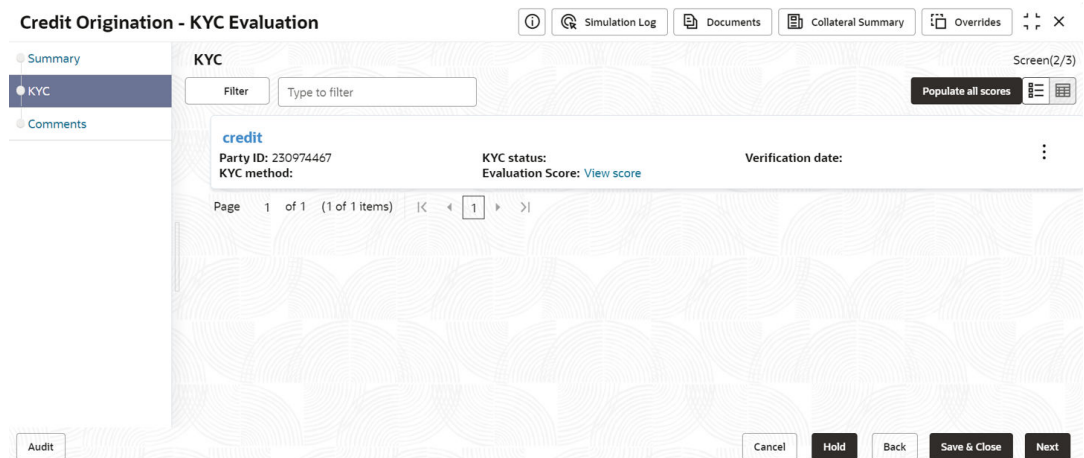 Credit Origination - KYC Evaluation
Simulation Log
Documents
Collateral Summary
Overrides
Summary
KYC
Comments
KYC
Screen(2/3)
Filter
Type to filter
Populate all scores
credit
Party ID: 230974467
KYC status:
Verification date:
KYC method:
Evaluation Score: View score
Page 1 of 1 (1 of 1 items) 1
Audit
Cancel
Hold
Back
Save & Close
Next